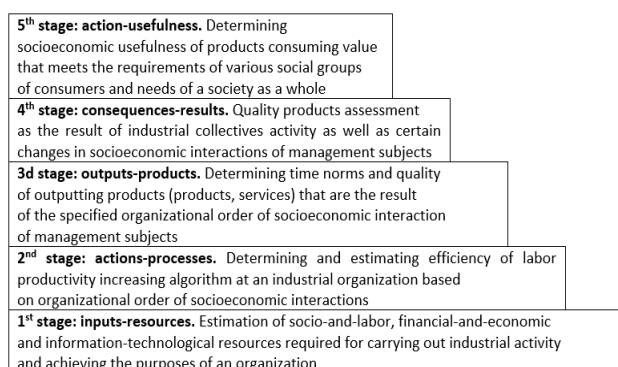 5th stage: action-usefulness. Determining
socioeconomic usefulness of products consuming value
that meets the requirements of various social groups
of consumers and needs of a society as a whole
4th stage: consequences-results. Quality products assessment
as the result of industrial collectives activity as well as certain
changes in socioeconomic interactions of management subjects
3d stage: outputs-products. Determining time norms and quality
of outputting products (products, services) that are the result
of the specified organizational order of socioeconomic interaction
of management subjects
2nd stage: actions-processes. Determining and estimating efficiency of labor
productivity increasing algorithm at an industrial organization based
on organizational order of socioeconomic interactions
1st stage: inputs-resources. Estimation of socio-and-labor, financial-and-economic
and information-technological resources required for carrying out industrial activity
and achieving the purposes of an organization